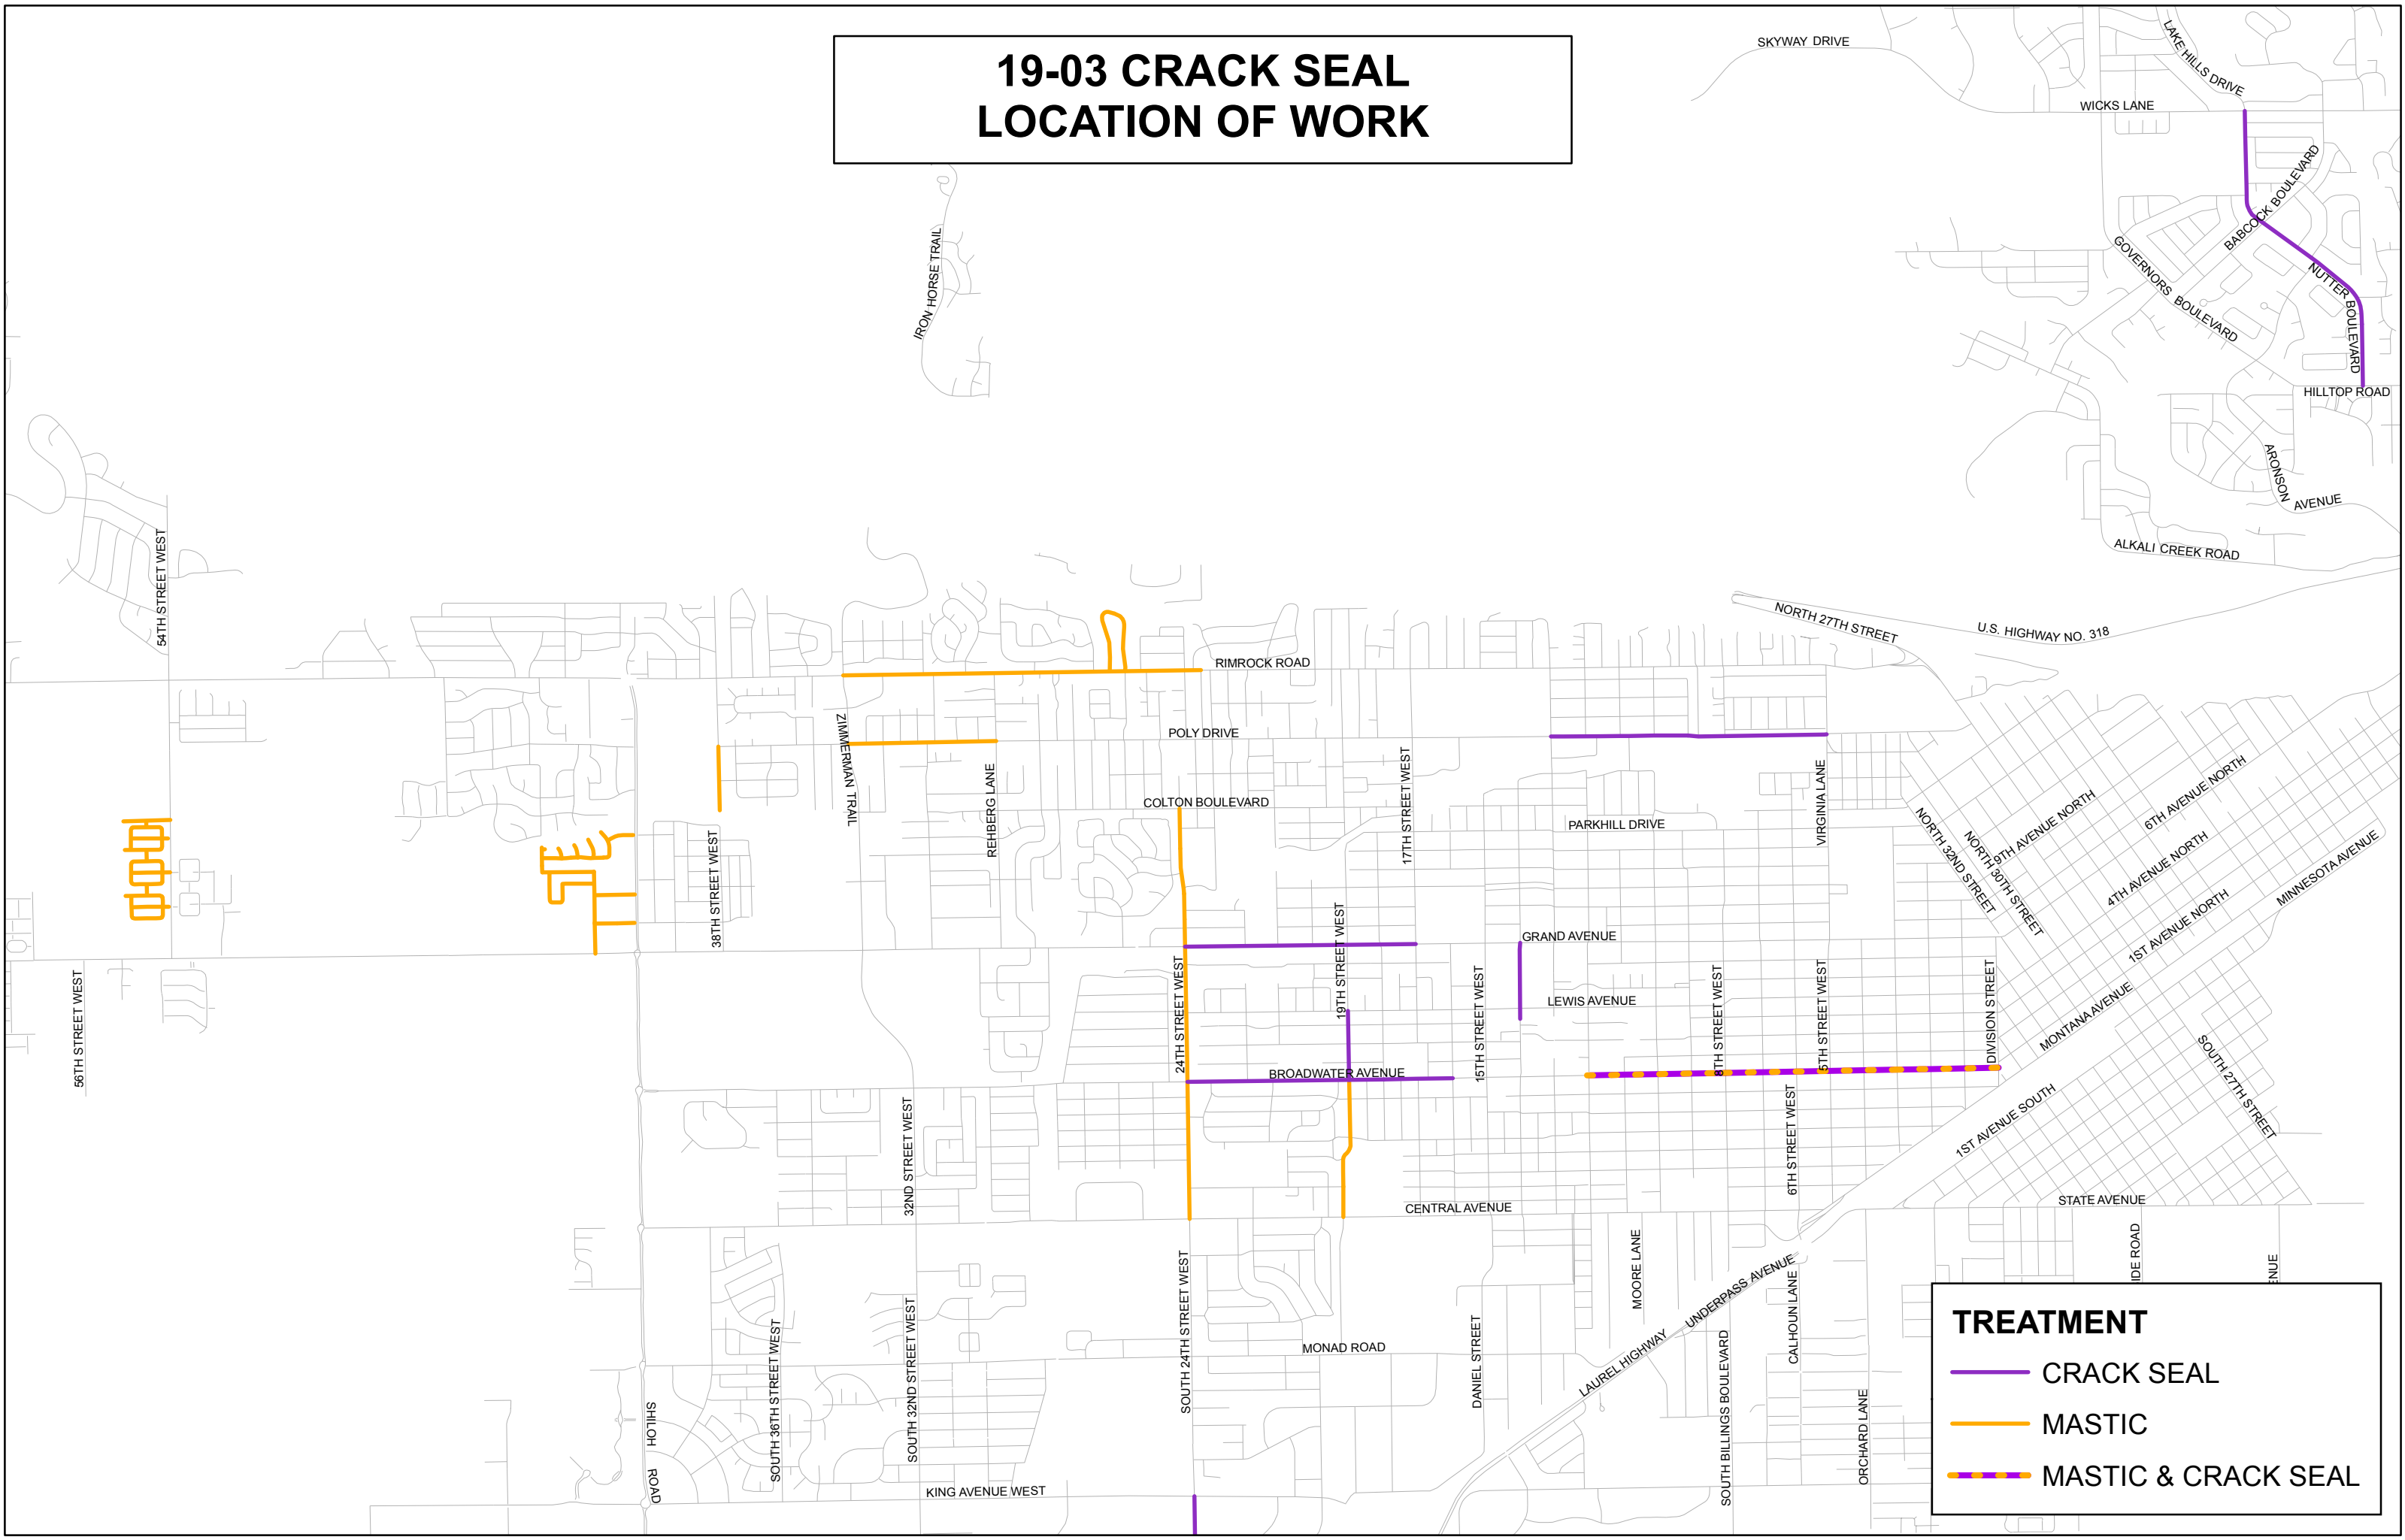 19-03 CRACK SEAL
LOCATION OF WORK
SKYWAY DRIVE
LAKE HILLS DRIVE
WICKS LANE
BABCOCK BOULEVARD
GOVERNORS BOULEVARD
NUTTER BOULEVARD
HILLTOP ROAD
IRON HORSE TRAIL
ARONSON AVENUE
ALKALI CREEK ROAD
54TH STREET WEST
NORTH 27TH STREET
U.S. HIGHWAY NO. 318
RIMROCK ROAD
ZIMMERMAN TRAIL
POLY DRIVE
REHBERG LANE
COLTON BOULEVARD
17TH STREET WEST
PARKHILL DRIVE
VIRGINIA LANE
NORTH 32ND STREET
NORTH 30TH STREET
9TH AVENUE NORTH
6TH AVENUE NORTH
4TH AVENUE NORTH
1ST AVENUE NORTH
MINNESOTA AVENUE
38TH STREET WEST
56TH STREET WEST
24TH STREET WEST
19TH STREET WEST
GRAND AVENUE
15TH STREET WEST
LEWIS AVENUE
8TH STREET WEST
5TH STREET WEST
DIVISION STREET
MONTANA AVENUE
BROADWATER AVENUE
SOUTH 27TH STREET
1ST AVENUE SOUTH
32ND STREET WEST
6TH STREET WEST
CENTRAL AVENUE
STATE AVENUE
MOORE LANE
UNDERPASS AVENUE
CALHOUN LANE
IDE ROAD
ENUE
SOUTH 24TH STREET WEST
MONAD ROAD
DANIEL STREET
LAUREL HIGHWAY
SOUTH BILLINGS BOULEVARD
ORCHARD LANE
SHILOH ROAD
SOUTH 36TH STREET WEST
SOUTH 32ND STREET WEST
KING AVENUE WEST
TREATMENT
CRACK SEAL
MASTIC
MASTIC & CRACK SEAL